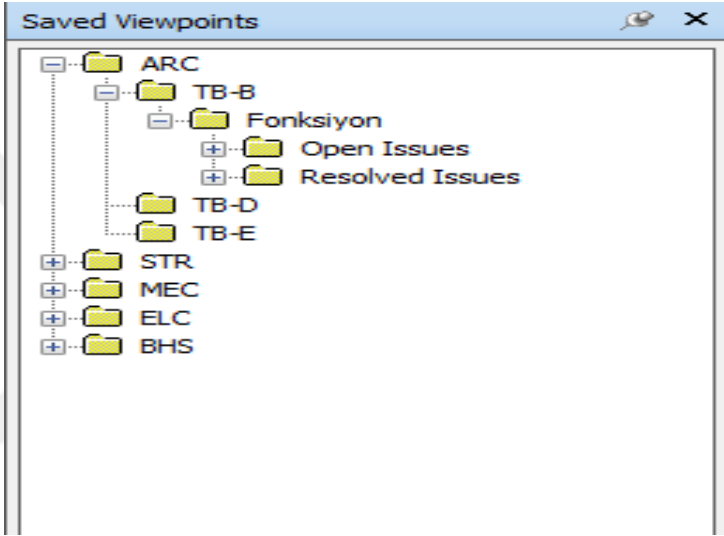 Saved Viewpoints
ARC
TB-B
Fonksiyon
Open Issues
Resolved Issues
TB-D
TB-E
STR
MEC
ELC
BHS